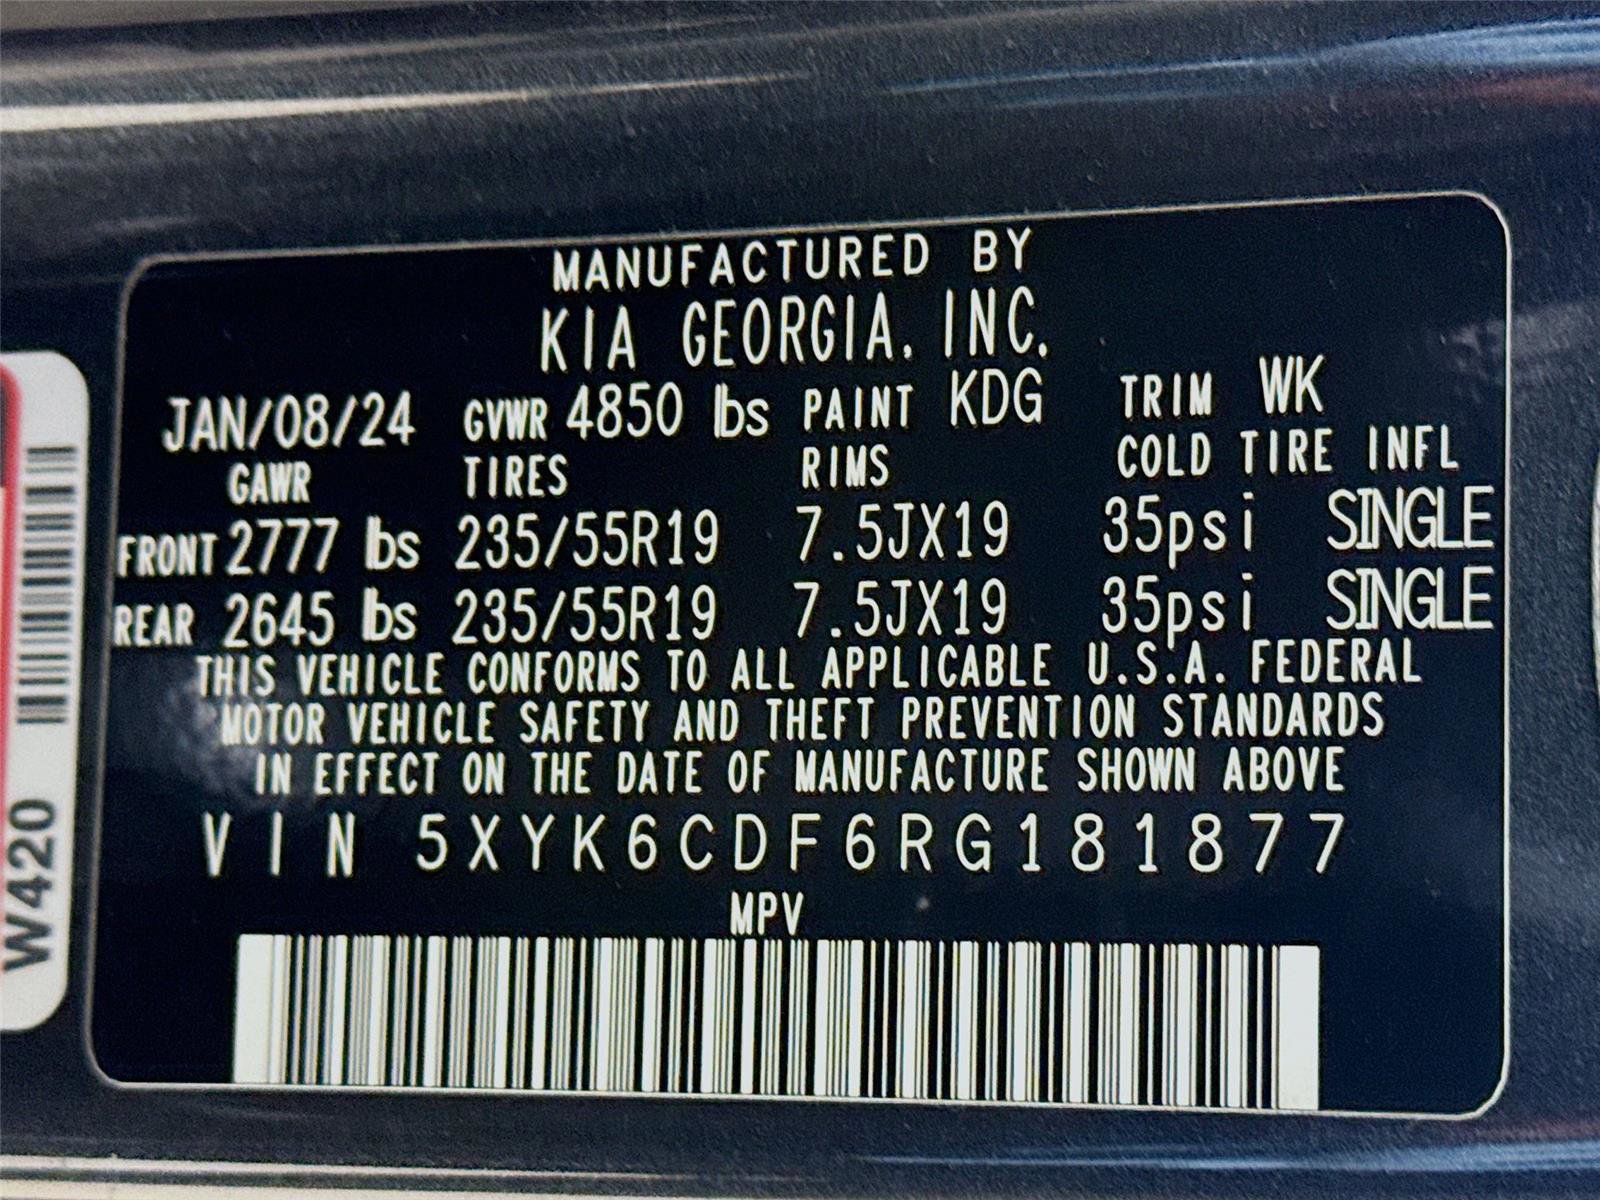 MANUFACTURED BY
KIA GEORGIA, INC.
JAN/08/24 GVWR 4850 lbs PAINT KDG TRIM WK
GAWR TIRES RIMS COLD TIRE INFL
FRONT 2777 lbs 235/55R19 7.5JX19 35psi SINGLE
REAR 2645 lbs 235/55R19 7.5JX19 35psi SINGLE
THIS VEHICLE CONFORMS TO ALL APPLICABLE U.S.A. FEDERAL
MOTOR VEHICLE SAFETY AND THEFT PREVENTION STANDARDS
IN EFFECT ON THE DATE OF MANUFACTURE SHOWN ABOVE
VIN 5XYK6CDF6RG181877
MPV
W420